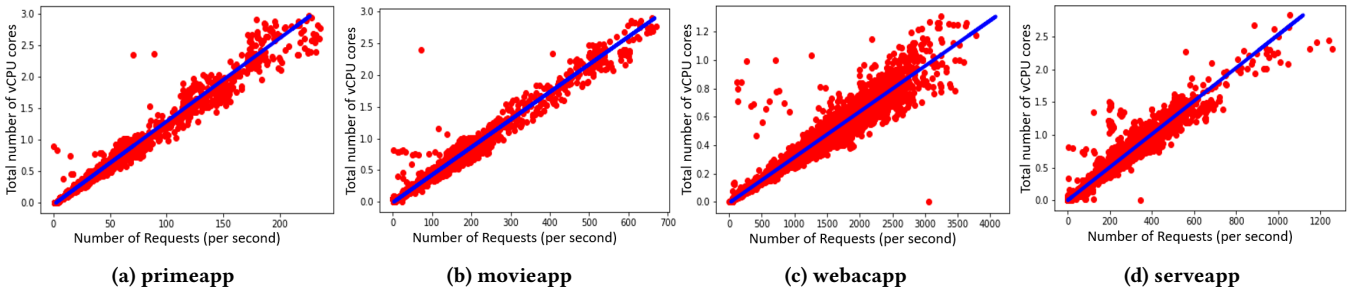 Total number of vCPU cores
3.0
2.5
2.0
1.5
1.0
0.5
0.0
0 50 100 150 200
Number of Requests (per second)
(a) primeapp
Total number of vCPU cores
3.0
2.5
2.0
1.5
1.0
0.5
0.0
0 100 200 300 400 500 600 700
Number of Requests (per second)
(b) movieapp
Total number of vCPU cores
1.2
1.0
0.8
0.6
0.4
0.2
0.0
0 500 1000 1500 2000 2500 3000 3500 4000
Number of Requests (per second)
(c) webacapp
Total number of vCPU cores
2.5
2.0
1.5
1.0
0.5
0.0
0 200 400 600 800 1000 1200
Number of Requests (per second)
(d) serveapp